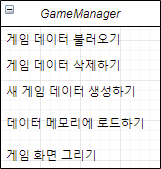 GameManager
게임 데이터 불러오기
게임 데이터 삭제하기
새 게임 데이터 생성하기
데이터 메모리에 로드하기
게임 화면 그리기